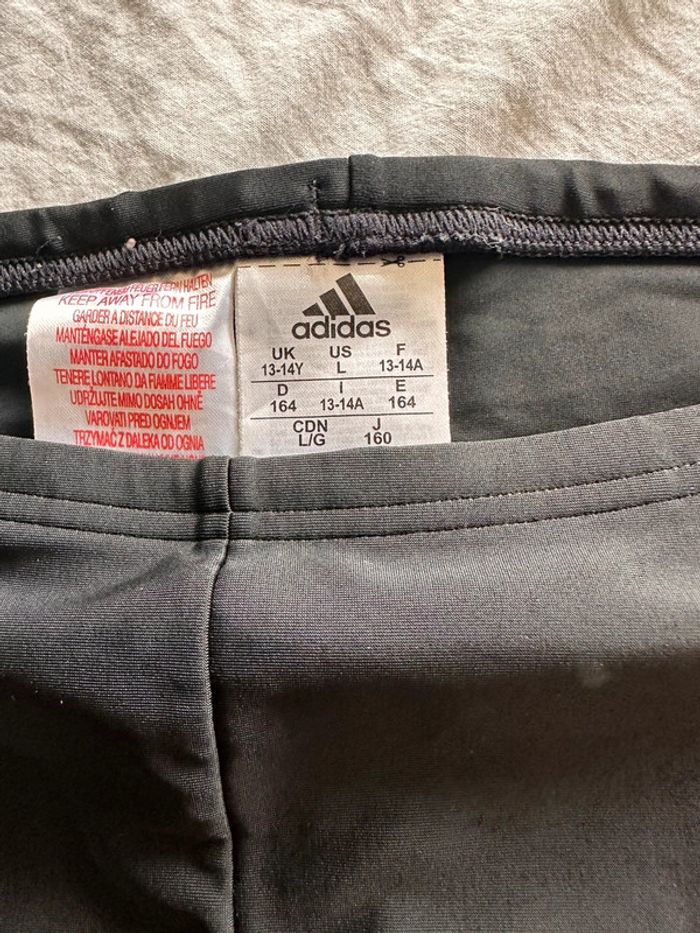 KEEP AWAY FROM FIRE
GARDER A DISTANCE DU FEU
MANTÉNGASE ALEJADO DEL FUEGO
MANTER AFASTADO DO FOGO
TENERE LONTANO DA FIAMME LIBERE
UDRŽUJTE MIMO DOSAH OHNĚ
VAROVATI PRED OGNJEM
TRZYMAĆ Z DALEKA OD OGNIA
adidas
UK US F
13-14Y L 13-14A
D I E
164 13-14A 164
CDN J
L/G 160